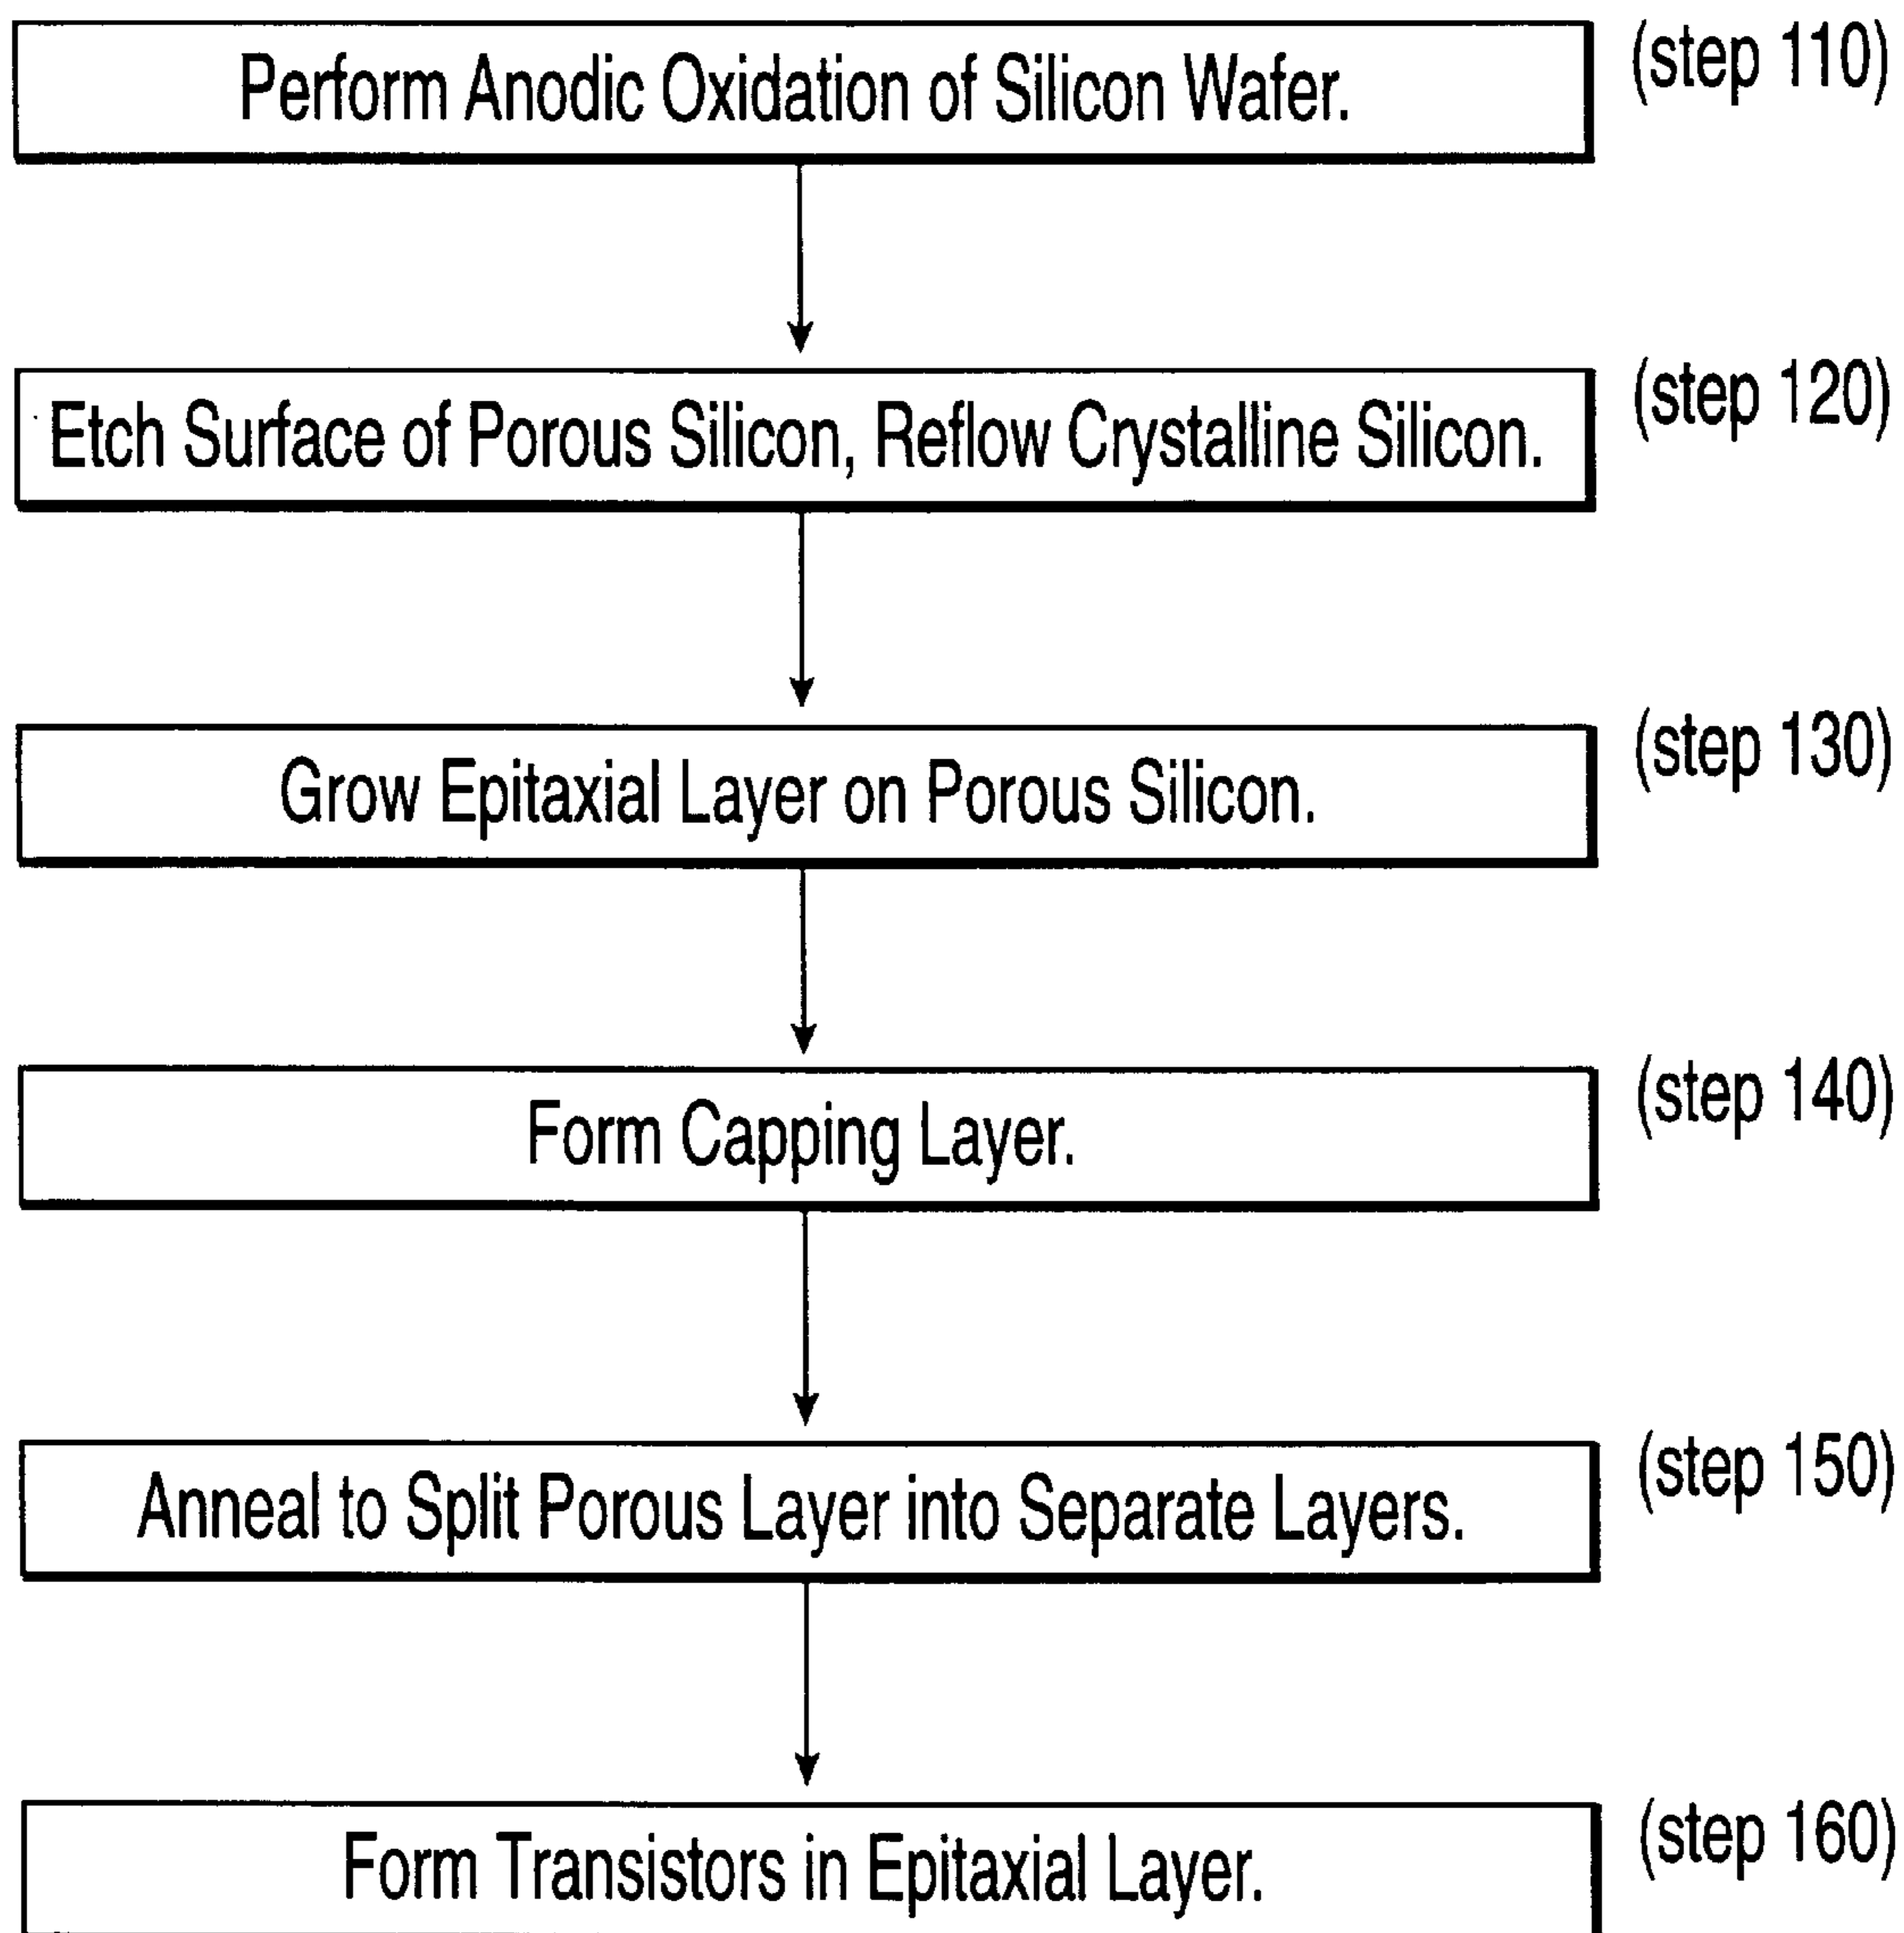 Perform Anodic Oxidation of Silicon Wafer. (step 110)
Etch Surface of Porous Silicon, Reflow Crystalline Silicon. (step 120)
Grow Epitaxial Layer on Porous Silicon. (step 130)
Form Capping Layer. (step 140)
Anneal to Split Porous Layer into Separate Layers. (step 150)
Form Transistors in Epitaxial Layer. (step 160)